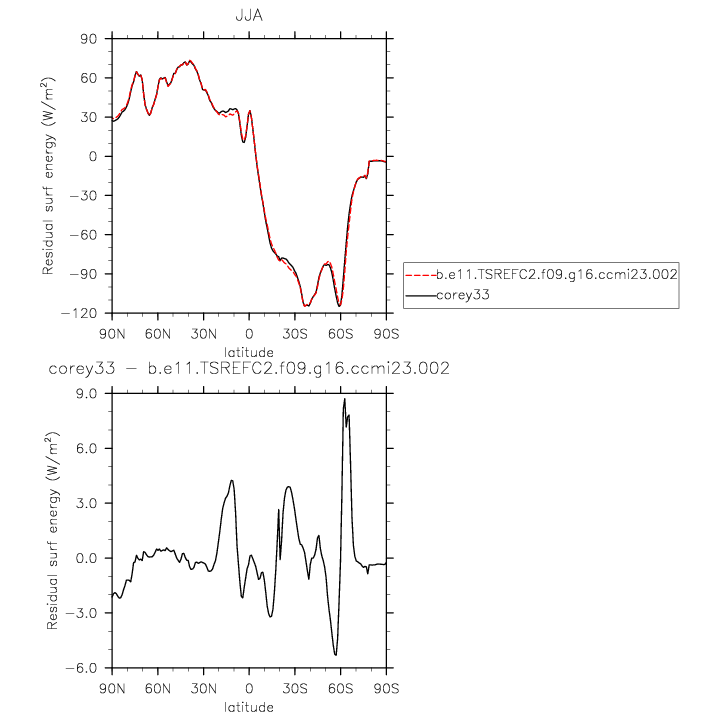 JJA
Residual surf energy (W/m²)
90
60
30
0
−30
−60
−90
−120
90N 60N 30N 0 30S 60S 90S
latitude
b.e11.TSREFC2.f09.g16.ccmi23.002
corey33
corey33 − b.e11.TSREFC2.f09.g16.ccmi23.002
Residual surf energy (W/m²)
9.0
6.0
3.0
0.0
−3.0
−6.0
90N 60N 30N 0 30S 60S 90S
latitude